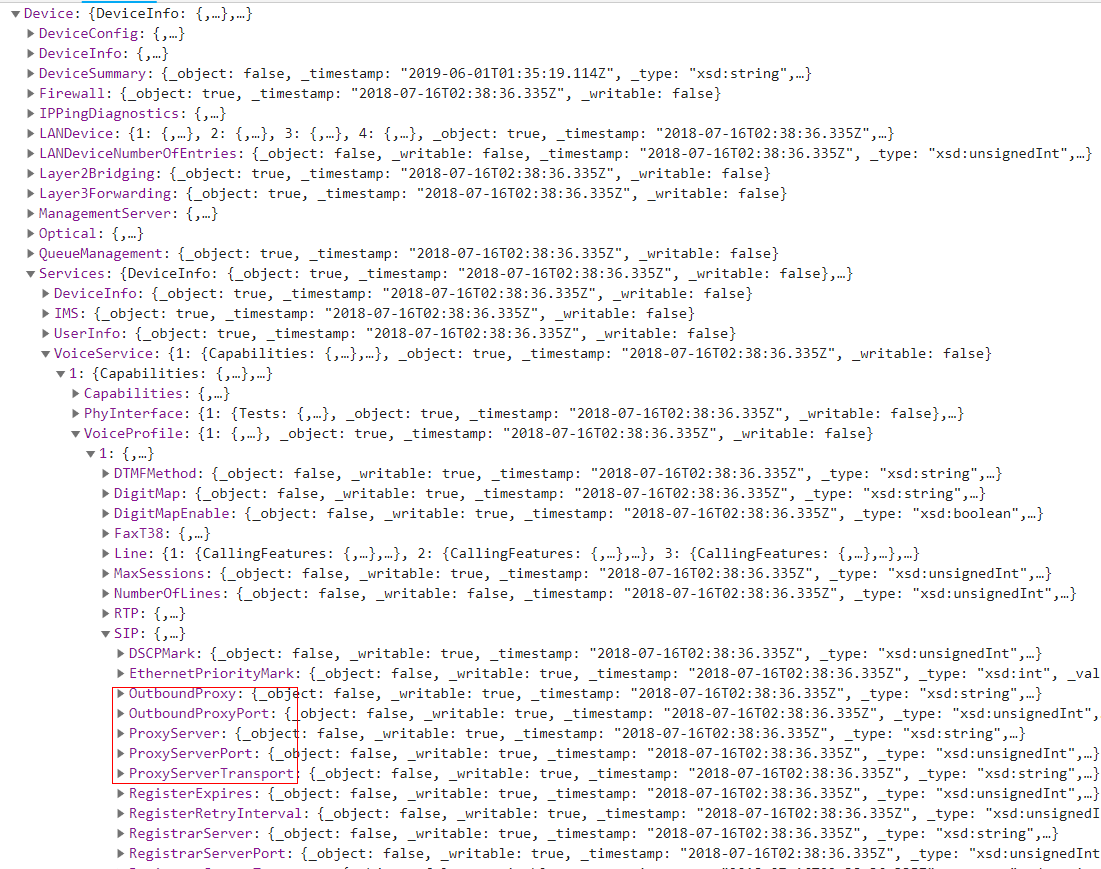 Device: {DeviceInfo: {,…},…}
DeviceConfig: {,…}
DeviceInfo: {,…}
DeviceSummary: {_object: false, _timestamp: "2019-06-01T01:35:19.114Z", _type: "xsd:string",…}
Firewall: {_object: true, _timestamp: "2018-07-16T02:38:36.335Z", _writable: false}
IPPingDiagnostics: {,…}
LANDevice: {1: {,…}, 2: {,…}, 3: {,…}, 4: {,…}, _object: true, _timestamp: "2018-07-16T02:38:36.335Z",…}
LANDeviceNumberOfEntries: {_object: false, _writable: false, _timestamp: "2018-07-16T02:38:36.335Z", _type: "xsd:unsignedInt",…}
Layer2Bridging: {_object: true, _timestamp: "2018-07-16T02:38:36.335Z", _writable: false}
Layer3Forwarding: {_object: true, _timestamp: "2018-07-16T02:38:36.335Z", _writable: false}
ManagementServer: {,…}
Optical: {,…}
QueueManagement: {_object: true, _timestamp: "2018-07-16T02:38:36.335Z", _writable: false}
Services: {DeviceInfo: {_object: true, _timestamp: "2018-07-16T02:38:36.335Z", _writable: false},…}
DeviceInfo: {_object: true, _timestamp: "2018-07-16T02:38:36.335Z", _writable: false}
IMS: {_object: true, _timestamp: "2018-07-16T02:38:36.335Z", _writable: false}
UserInfo: {_object: true, _timestamp: "2018-07-16T02:38:36.335Z", _writable: false}
VoiceService: {1: {Capabilities: {,…},…}, _object: true, _timestamp: "2018-07-16T02:38:36.335Z", _writable: false}
1: {Capabilities: {,…},…}
Capabilities: {,…}
PhyInterface: {1: {Tests: {,…}, _object: true, _timestamp: "2018-07-16T02:38:36.335Z", _writable: false},…}
VoiceProfile: {1: {,…}, _object: true, _timestamp: "2018-07-16T02:38:36.335Z", _writable: false}
1: {,…}
DTMFMethod: {_object: false, _writable: true, _timestamp: "2018-07-16T02:38:36.335Z", _type: "xsd:string",…}
DigitMap: {_object: false, _writable: true, _timestamp: "2018-07-16T02:38:36.335Z", _type: "xsd:string",…}
DigitMapEnable: {_object: false, _writable: true, _timestamp: "2018-07-16T02:38:36.335Z", _type: "xsd:boolean",…}
FaxT38: {,…}
Line: {1: {CallingFeatures: {,…},…}, 2: {CallingFeatures: {,…},…}, 3: {CallingFeatures: {,…},…},…}
MaxSessions: {_object: false, _writable: true, _timestamp: "2018-07-16T02:38:36.335Z", _type: "xsd:unsignedInt",…}
NumberOfLines: {_object: false, _writable: false, _timestamp: "2018-07-16T02:38:36.335Z", _type: "xsd:unsignedInt",…}
RTP: {,…}
SIP: {,…}
DSCPMark: {_object: false, _writable: true, _timestamp: "2018-07-16T02:38:36.335Z", _type: "xsd:unsignedInt",…}
EthernetPriorityMark: {_object: false, _writable: true, _timestamp: "2018-07-16T02:38:36.335Z", _type: "xsd:int", _val
OutboundProxy: {_object: false, _writable: true, _timestamp: "2018-07-16T02:38:36.335Z", _type: "xsd:string",…}
OutboundProxyPort: {_object: false, _writable: true, _timestamp: "2018-07-16T02:38:36.335Z", _type: "xsd:unsignedInt",
ProxyServer: {_object: false, _writable: true, _timestamp: "2018-07-16T02:38:36.335Z", _type: "xsd:string",…}
ProxyServerPort: {_object: false, _writable: true, _timestamp: "2018-07-16T02:38:36.335Z", _type: "xsd:unsignedInt",…}
ProxyServerTransport: {_object: false, _writable: true, _timestamp: "2018-07-16T02:38:36.335Z", _type: "xsd:string",…}
RegisterExpires: {_object: false, _writable: true, _timestamp: "2018-07-16T02:38:36.335Z", _type: "xsd:unsignedInt",…}
RegisterRetryInterval: {_object: false, _writable: true, _timestamp: "2018-07-16T02:38:36.335Z", _type: "xsd:unsignedI
RegistrarServer: {_object: false, _writable: true, _timestamp: "2018-07-16T02:38:36.335Z", _type: "xsd:string",…}
RegistrarServerPort: {_object: false, _writable: true, _timestamp: "2018-07-16T02:38:36.335Z", _type: "xsd:unsignedInt